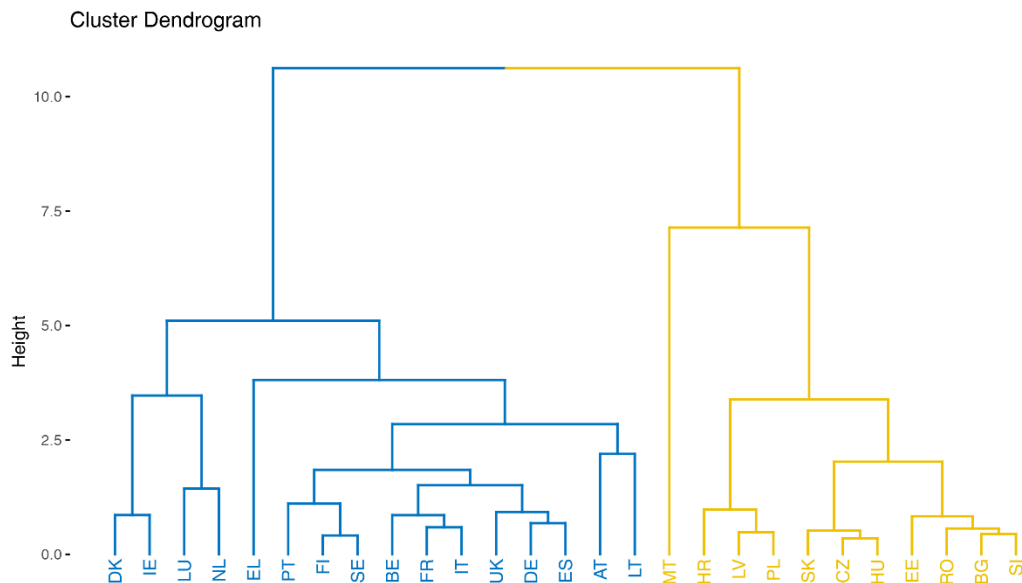 Cluster Dendrogram
Height
10.0
7.5
5.0
2.5
0.0
DK IE LU NL EL PT FI SE BE FR IT UK DE ES AT LT MT HR LV PL SK CZ HU EE RO BG SI